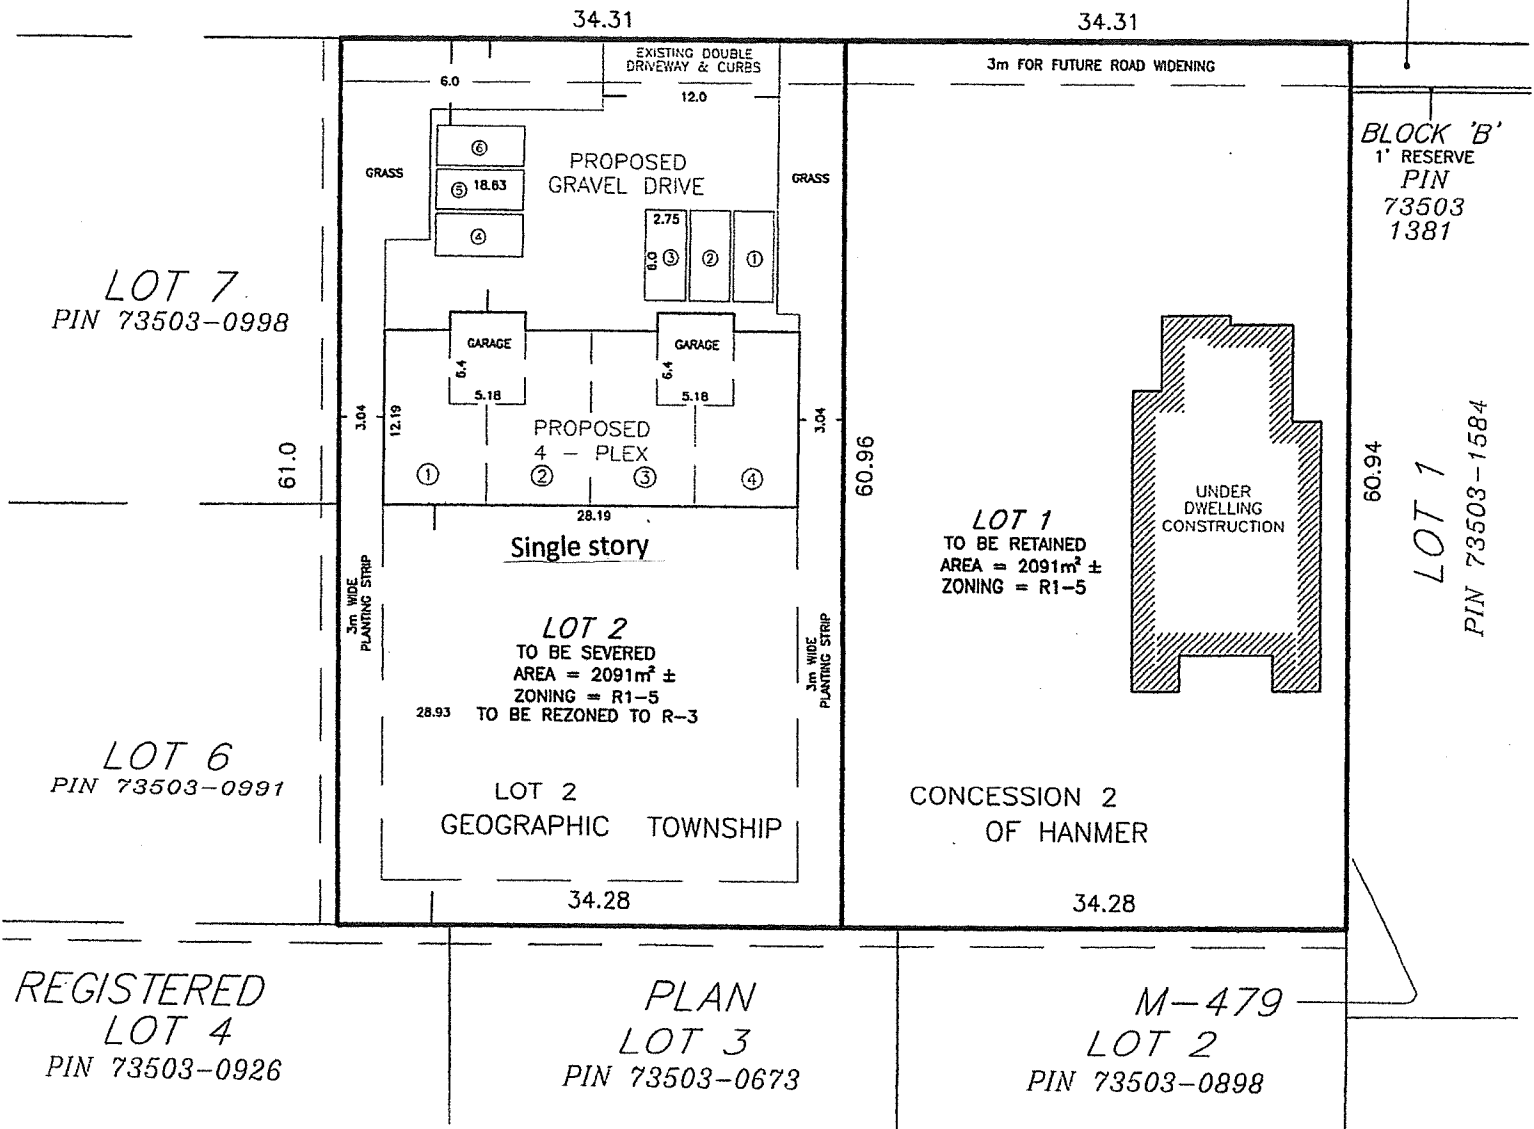 34.31
34.31
EXISTING DOUBLE
DRIVEWAY & CURBS
3m FOR FUTURE ROAD WIDENING
6.0
12.0
BLOCK 'B'
1' RESERVE
PIN
73503
1381
6
PROPOSED
GRAVEL DRIVE
GRASS
GRASS
5 18.63
4
2.75
6.0
3
2
1
LOT 7
PIN 73503-0998
GARAGE
6.4
5.18
GARAGE
6.4
5.18
3.04
12.19
3.04
PROPOSED
4 - PLEX
1
2
3
4
28.19
61.0
60.96
60.94
LOT 1
PIN 73503-1584
Single story
UNDER
DWELLING
CONSTRUCTION
LOT 1
TO BE RETAINED
AREA = 2091m² ±
ZONING = R1-5
3m WIDE
PLANTING STRIP
3m WIDE
PLANTING STRIP
LOT 2
TO BE SEVERED
AREA = 2091m² ±
ZONING = R1-5
28.93 TO BE REZONED TO R-3
LOT 6
PIN 73503-0991
LOT 2
GEOGRAPHIC TOWNSHIP
CONCESSION 2
OF HANMER
34.28
34.28
REGISTERED
LOT 4
PIN 73503-0926
PLAN
LOT 3
PIN 73503-0673
M-479
LOT 2
PIN 73503-0898